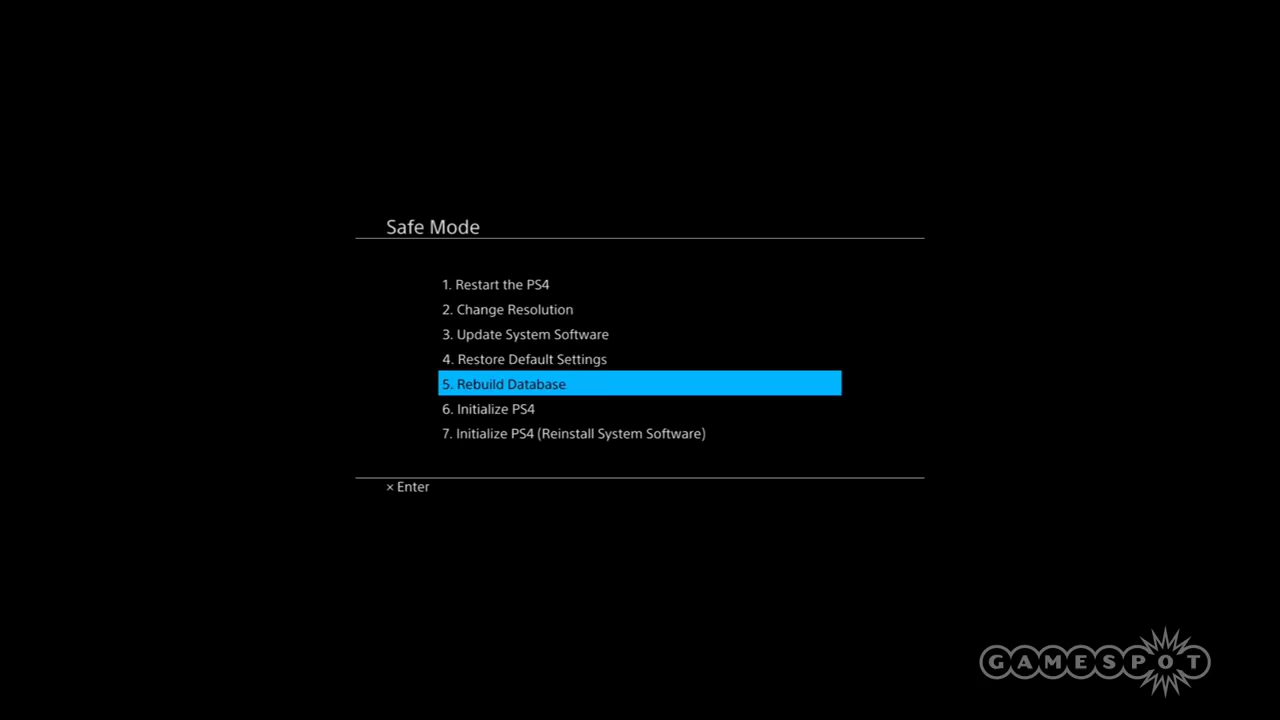 Safe Mode
1. Restart the PS4
2. Change Resolution
3. Update System Software
4. Restore Default Settings
5. Rebuild Database
6. Initialize PS4
7. Initialize PS4 (Reinstall System Software)
× Enter
GAMESPOT